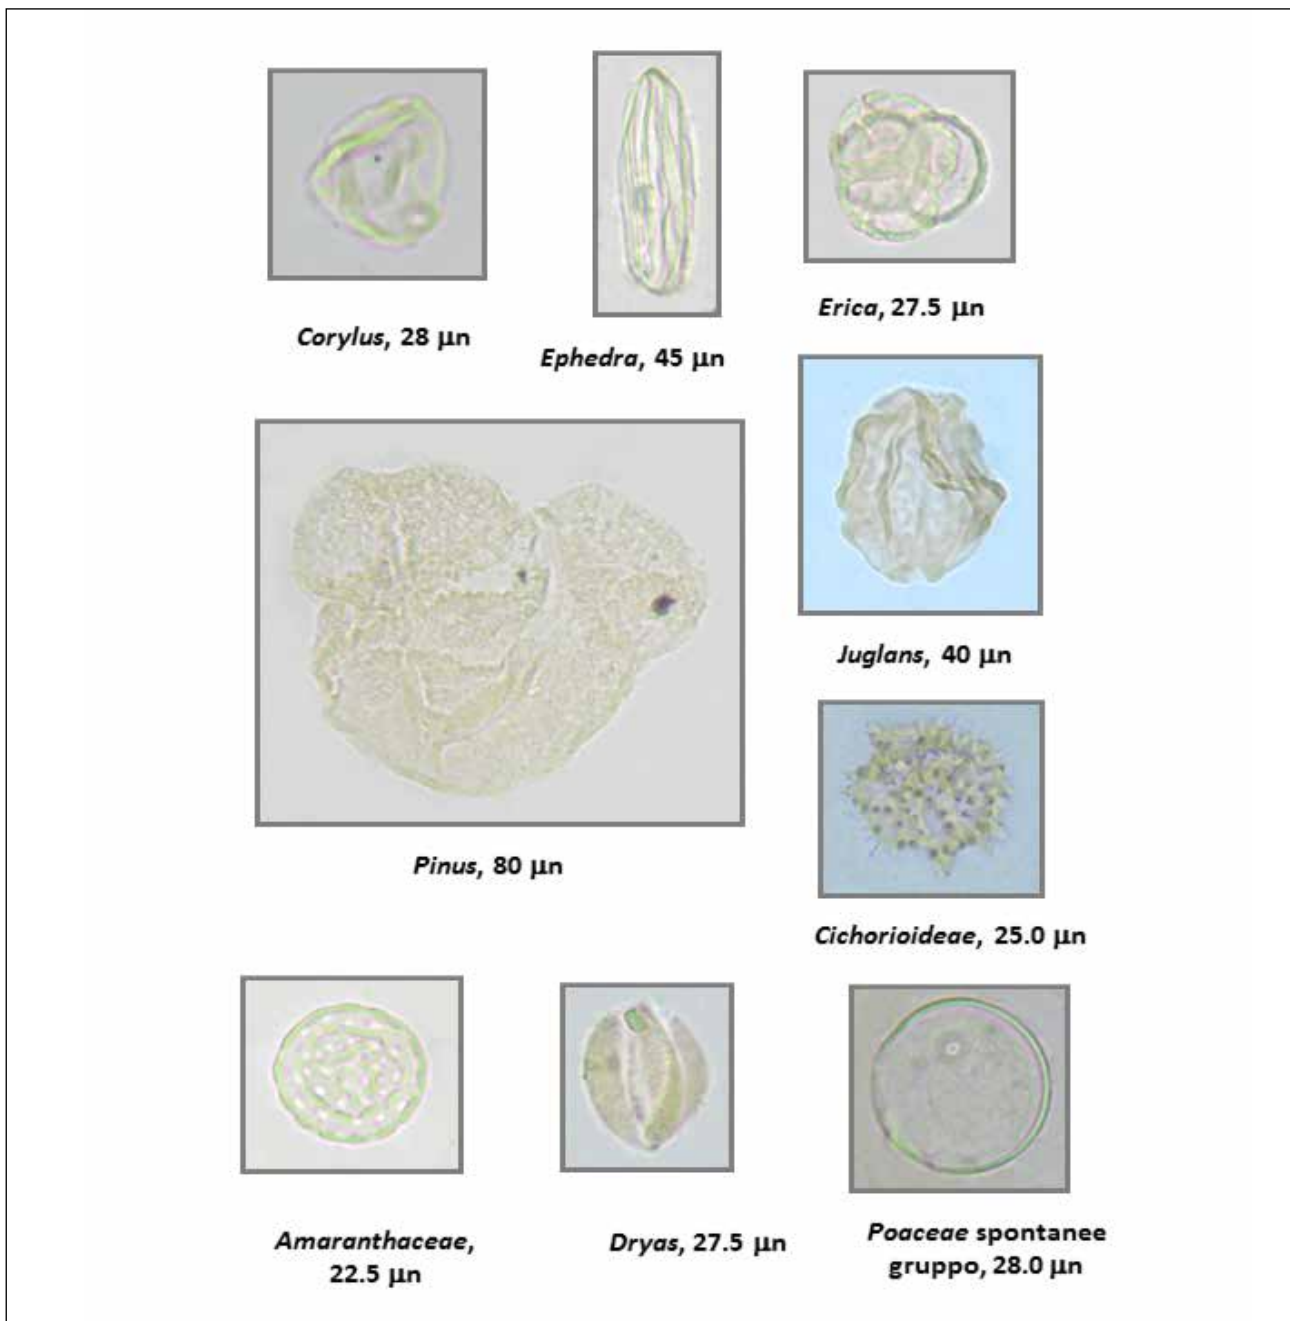 Corylus, 28 µn
Ephedra, 45 µn
Erica, 27.5 µn
Juglans, 40 µn
Pinus, 80 µn
Cichorioideae, 25.0 µn
Amaranthaceae,
22.5 µn
Dryas, 27.5 µn
Poaceae spontanee
gruppo, 28.0 µn